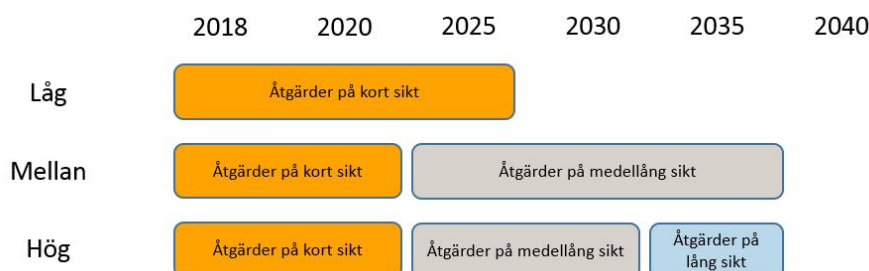 2018 2020 2025 2030 2035 2040
Låg Åtgärder på kort sikt
Mellan Åtgärder på kort sikt Åtgärder på medellång sikt
Hög Åtgärder på kort sikt Åtgärder på medellång sikt Åtgärder på
lång sikt